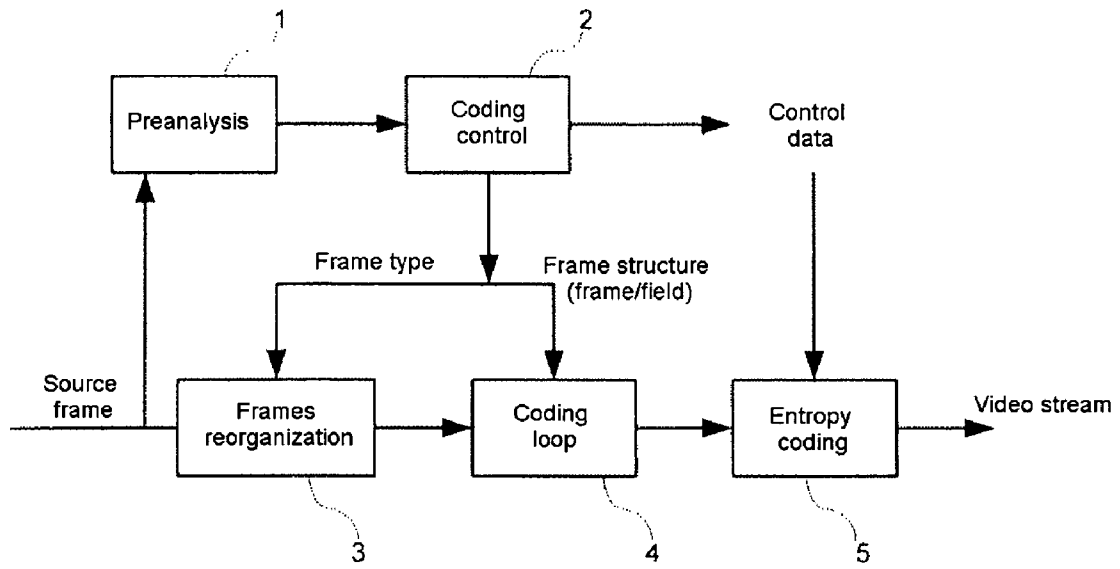 1
2
Preanalysis
Coding
control
Control
data
Frame type
Frame structure
(frame/field)
Source
frame
Frames
reorganization
Coding
loop
Entropy
coding
Video stream
3
4
5